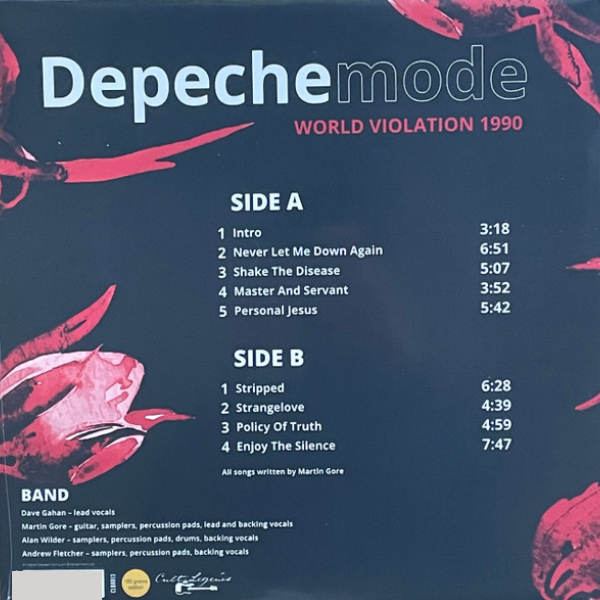 Depechemode
WORLD VIOLATION 1990
SIDE A
1 Intro 3:18
2 Never Let Me Down Again 6:51
3 Shake The Disease 5:07
4 Master And Servant 3:52
5 Personal Jesus 5:42
SIDE B
1 Stripped 6:28
2 Strangelove 4:39
3 Policy Of Truth 4:59
4 Enjoy The Silence 7:47
All songs written by Martin Gore
BAND
Dave Gahan – lead vocals
Martin Gore – guitar, samplers, percussion pads, lead and backing vocals
Alan Wilder – samplers, percussion pads, drums, backing vocals
Andrew Fletcher – samplers, percussion pads, backing vocals
180 grams
Cult Legends